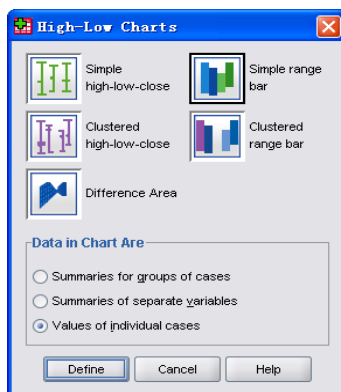 High-Low Charts
Simple
high-low-close
Simple range
bar
Clustered
high-low-close
Clustered
range bar
Difference Area
Data in Chart Are
Summaries for groups of cases
Summaries of separate variables
Values of individual cases
Define
Cancel
Help